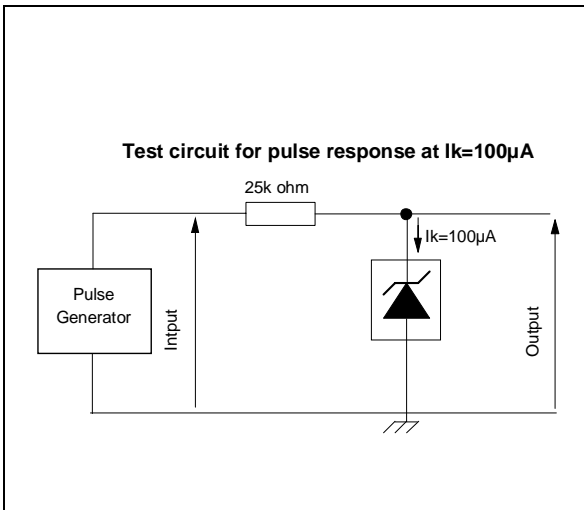 Test circuit for pulse response at Ik=100µA
25k ohm
Ik=100µA
Pulse
Generator
Intput
Output